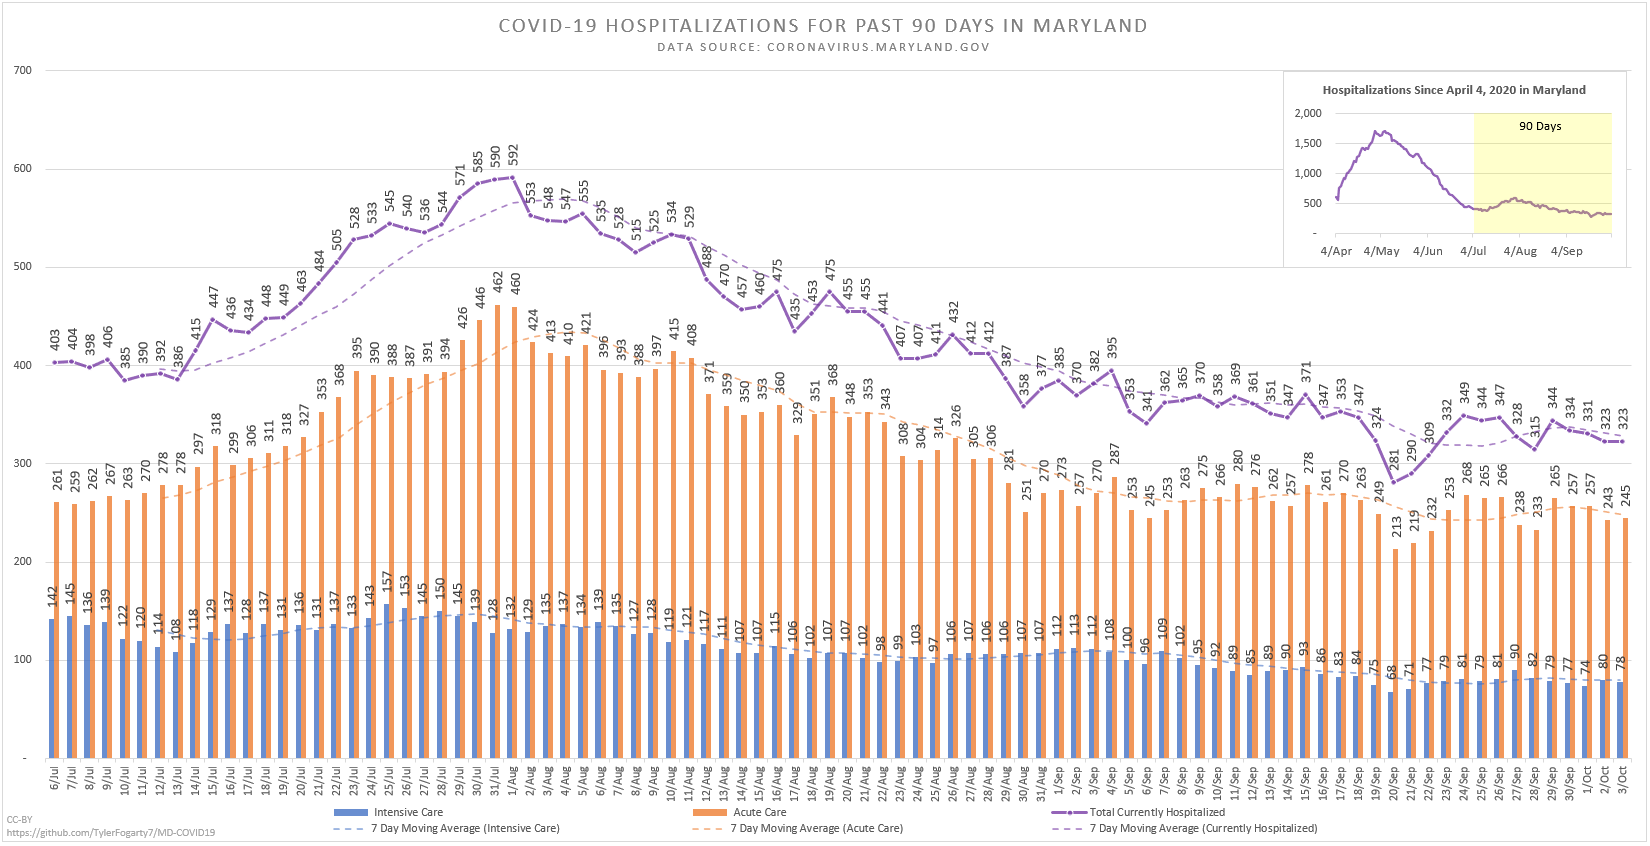 COVID-19 HOSPITALIZATIONS FOR PAST 90 DAYS IN MARYLAND
DATA SOURCE: CORONAVIRUS.MARYLAND.GOV
700
600
500
400
300
200
100
-
Hospitalizations Since April 4, 2020 in Maryland
2,000
1,500
1,000
500
-
90 Days
4/Apr 4/May 4/Jun 4/Jul 4/Aug 4/Sep
403 404 398 406 385 390 392 386 415 447 436 434 448 449 463 484 505 528 533 545 540 536 544 571 585 590 592 553 548 547 555 535 528 515 525 534 529 488 470 457 460 475 435 453 475 455 455 441 407 407 411 432 412 412 387 358 377 385 370 382 395 353 341 362 365 370 358 369 361 351 347 371 347 353 347 324 281 290 309 332 349 344 347 328 315 344 334 331 323 323
261 259 262 267 263 270 278 278 297 318 299 306 311 318 327 353 368 395 390 388 387 391 394 426 446 462 460 424 413 410 421 396 393 388 397 415 408 371 359 350 353 360 329 351 368 348 353 343 308 304 314 326 305 306 281 251 270 273 257 270 287 253 245 253 263 275 266 280 276 262 257 278 261 270 263 249 213 219 232 253 268 265 266 238 233 265 257 257 243 245
142 145 136 139 122 120 114 108 118 129 137 128 137 131 136 131 137 133 143 157 153 145 150 145 139 128 132 129 135 137 134 139 135 127 128 119 121 117 111 107 107 115 106 102 107 107 102 98 99 103 97 106 107 106 106 107 107 112 113 112 108 100 96 109 102 95 92 89 85 89 90 93 86 83 84 75 68 71 77 79 81 79 81 90 82 79 77 74 80 78
6/Jul 7/Jul 8/Jul 9/Jul 10/Jul 11/Jul 12/Jul 13/Jul 14/Jul 15/Jul 16/Jul 17/Jul 18/Jul 19/Jul 20/Jul 21/Jul 22/Jul 23/Jul 24/Jul 25/Jul 26/Jul 27/Jul 28/Jul 29/Jul 30/Jul 31/Jul 1/Aug 2/Aug 3/Aug 4/Aug 5/Aug 6/Aug 7/Aug 8/Aug 9/Aug 10/Aug 11/Aug 12/Aug 13/Aug 14/Aug 15/Aug 16/Aug 17/Aug 18/Aug 19/Aug 20/Aug 21/Aug 22/Aug 23/Aug 24/Aug 25/Aug 26/Aug 27/Aug 28/Aug 29/Aug 30/Aug 31/Aug 1/Sep 2/Sep 3/Sep 4/Sep 5/Sep 6/Sep 7/Sep 8/Sep 9/Sep 10/Sep 11/Sep 12/Sep 13/Sep 14/Sep 15/Sep 16/Sep 17/Sep 18/Sep 19/Sep 20/Sep 21/Sep 22/Sep 23/Sep 24/Sep 25/Sep 26/Sep 27/Sep 28/Sep 29/Sep 30/Sep 1/Oct 2/Oct 3/Oct
Intensive Care Acute Care Total Currently Hospitalized
7 Day Moving Average (Intensive Care) 7 Day Moving Average (Acute Care) 7 Day Moving Average (Currently Hospitalized)
CC-BY
https://github.com/TylerFogarty7/MD-COVID19